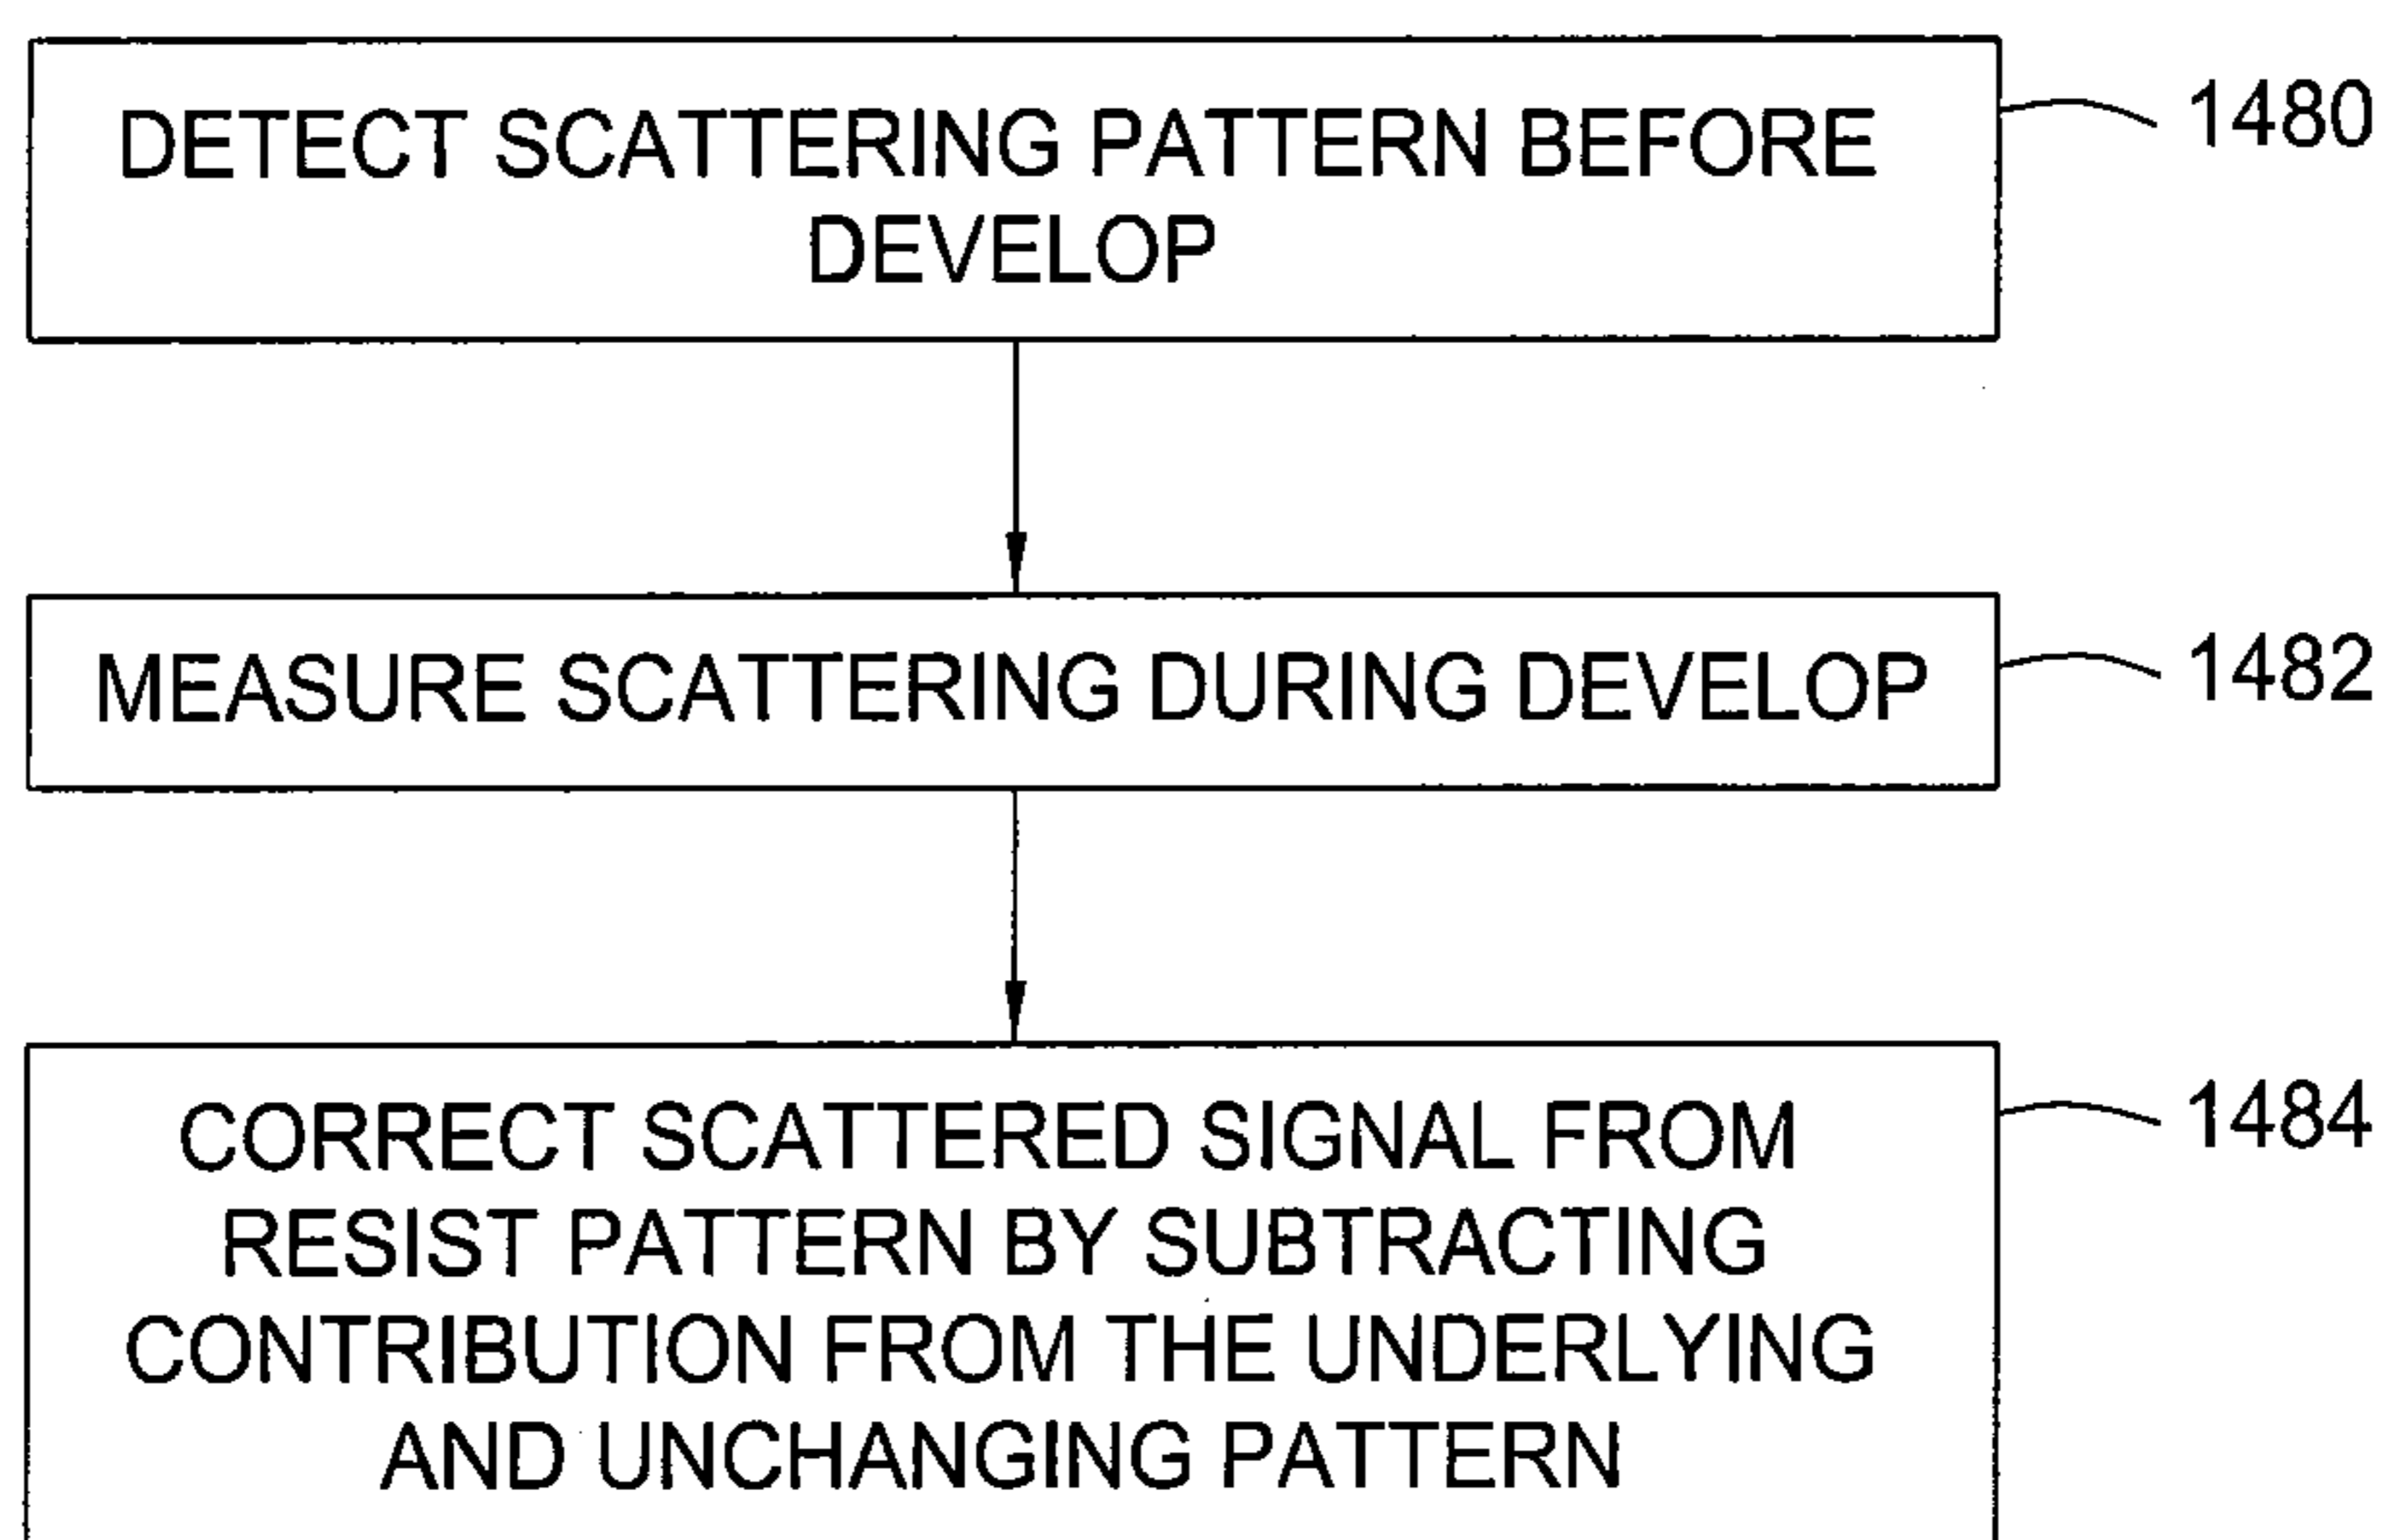 DETECT SCATTERING PATTERN BEFORE
DEVELOP
1480
MEASURE SCATTERING DURING DEVELOP
1482
CORRECT SCATTERED SIGNAL FROM
RESIST PATTERN BY SUBTRACTING
CONTRIBUTION FROM THE UNDERLYING
AND UNCHANGING PATTERN
1484